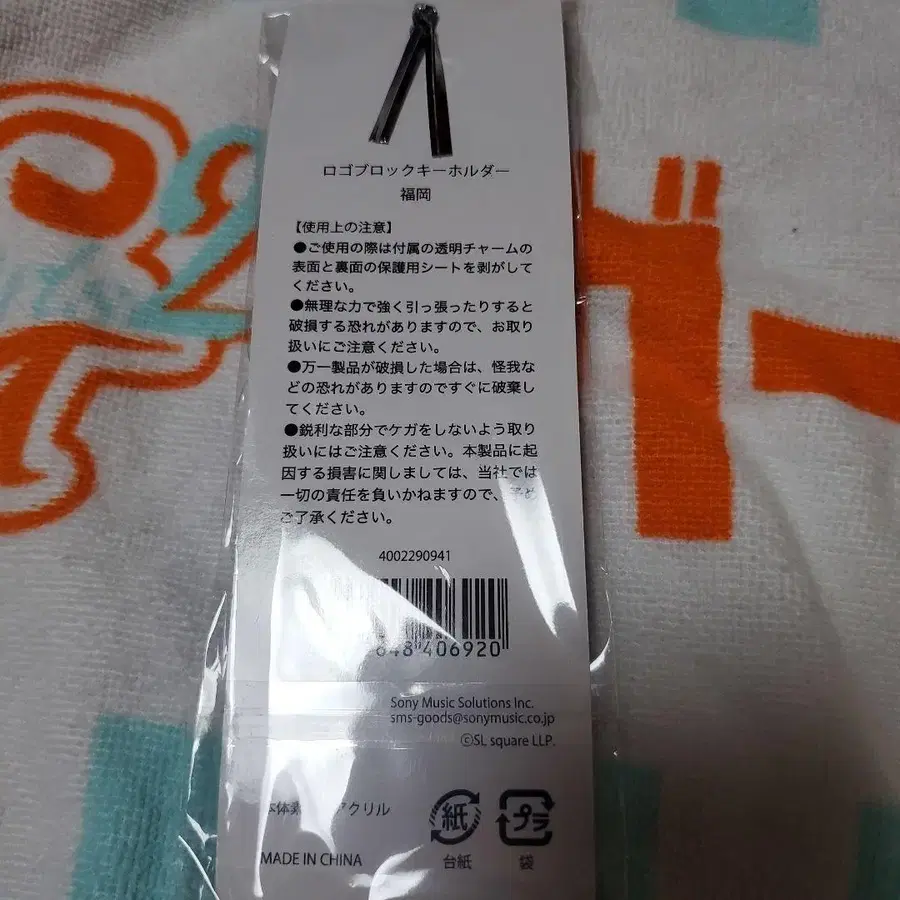 ロゴブロックキーホルダー
福岡
【使用上の注意】
●ご使用の際は付属の透明チャームの
表面と裏面の保護用シートを剥がして
ください。
●無理な力で強く引っ張ったりすると
破損する恐れがありますので、お取り
扱いにご注意ください。
●万一製品が破損した場合は、怪我な
どの恐れがありますのですぐに破棄し
てください。
●鋭利な部分でケガをしないよう取り
扱いにはご注意ください。本製品に起
因する損害に関しましては、当社では
一切の責任を負いかねますので、予め
ご了承ください。
4002290941
848 406920
Sony Music Solutions Inc.
sms-goods@sonymusic.co.jp
©SL square LLP.
アクリル
紙 プラ
台紙 袋
MADE IN CHINA